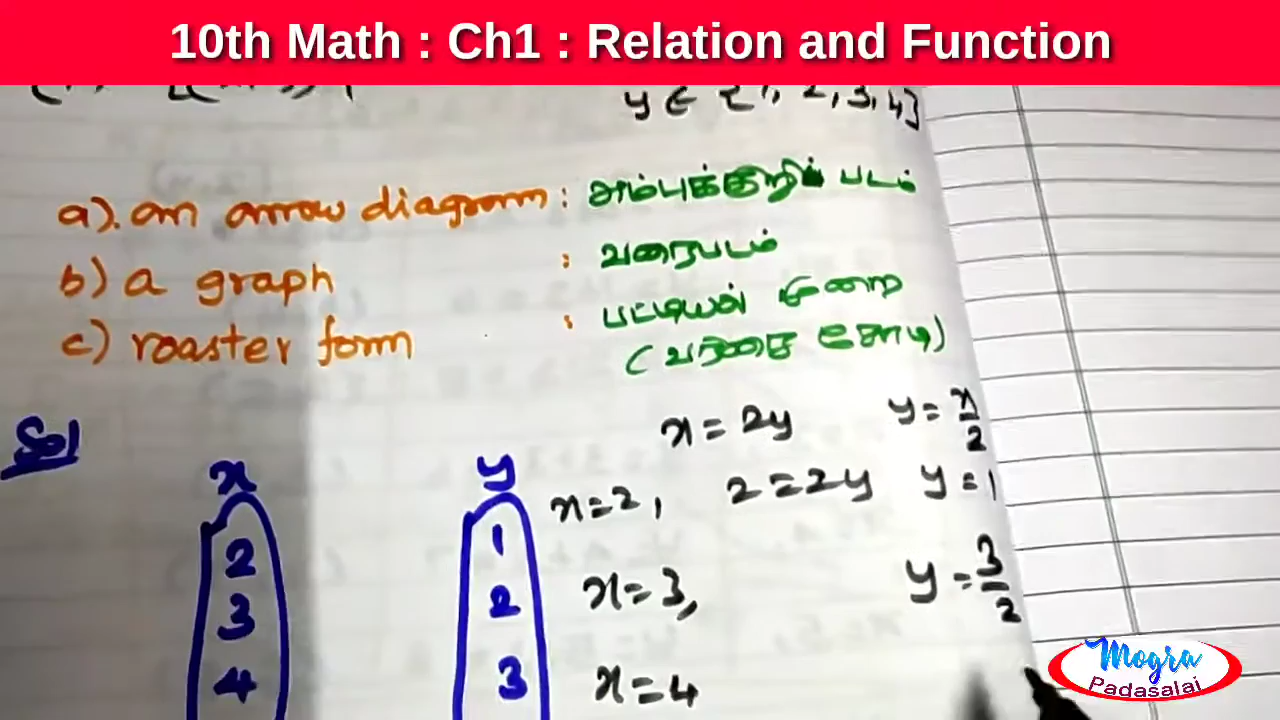 10th Math : Ch1 : Relation and Function
y ∈ {1, 2, 3, 4}
a). an arrow diagram : அம்புக்குறிப் படம்
b) a graph : வரைபடம்
c) roaster form : பட்டியல் முறை
(வரிசை சோடி)
x = 2y y = x/2
Sol
x y x=2, 2=2y y=1
2 1
3 2 x=3, y=3/2
4 3 x=4
Mogra
Padasalai